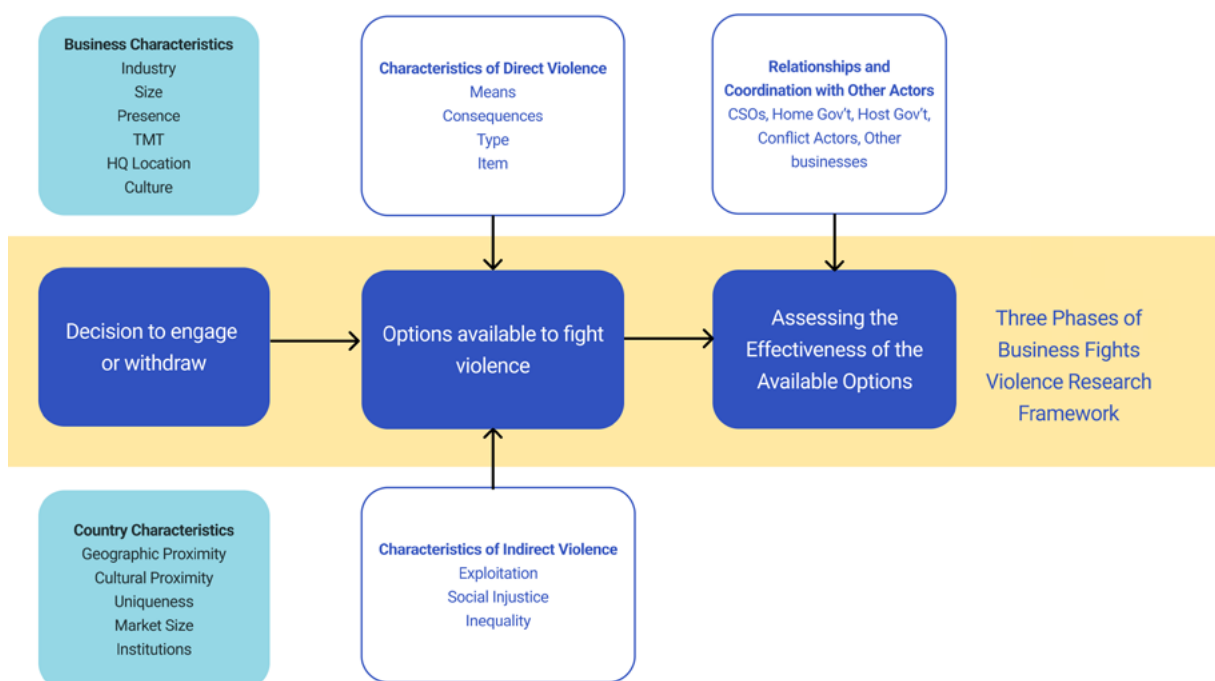 Business Characteristics
Industry
Size
Presence
TMT
HQ Location
Culture
Characteristics of Direct Violence
Means
Consequences
Type
Item
Relationships and
Coordination with Other Actors
CSOs, Home Gov't, Host Gov't,
Conflict Actors, Other
businesses
Decision to engage
or withdraw
Options available to fight
violence
Assessing the
Effectiveness of the
Available Options
Three Phases of
Business Fights
Violence Research
Framework
Country Characteristics
Geographic Proximity
Cultural Proximity
Uniqueness
Market Size
Institutions
Characteristics of Indirect Violence
Exploitation
Social Injustice
Inequality